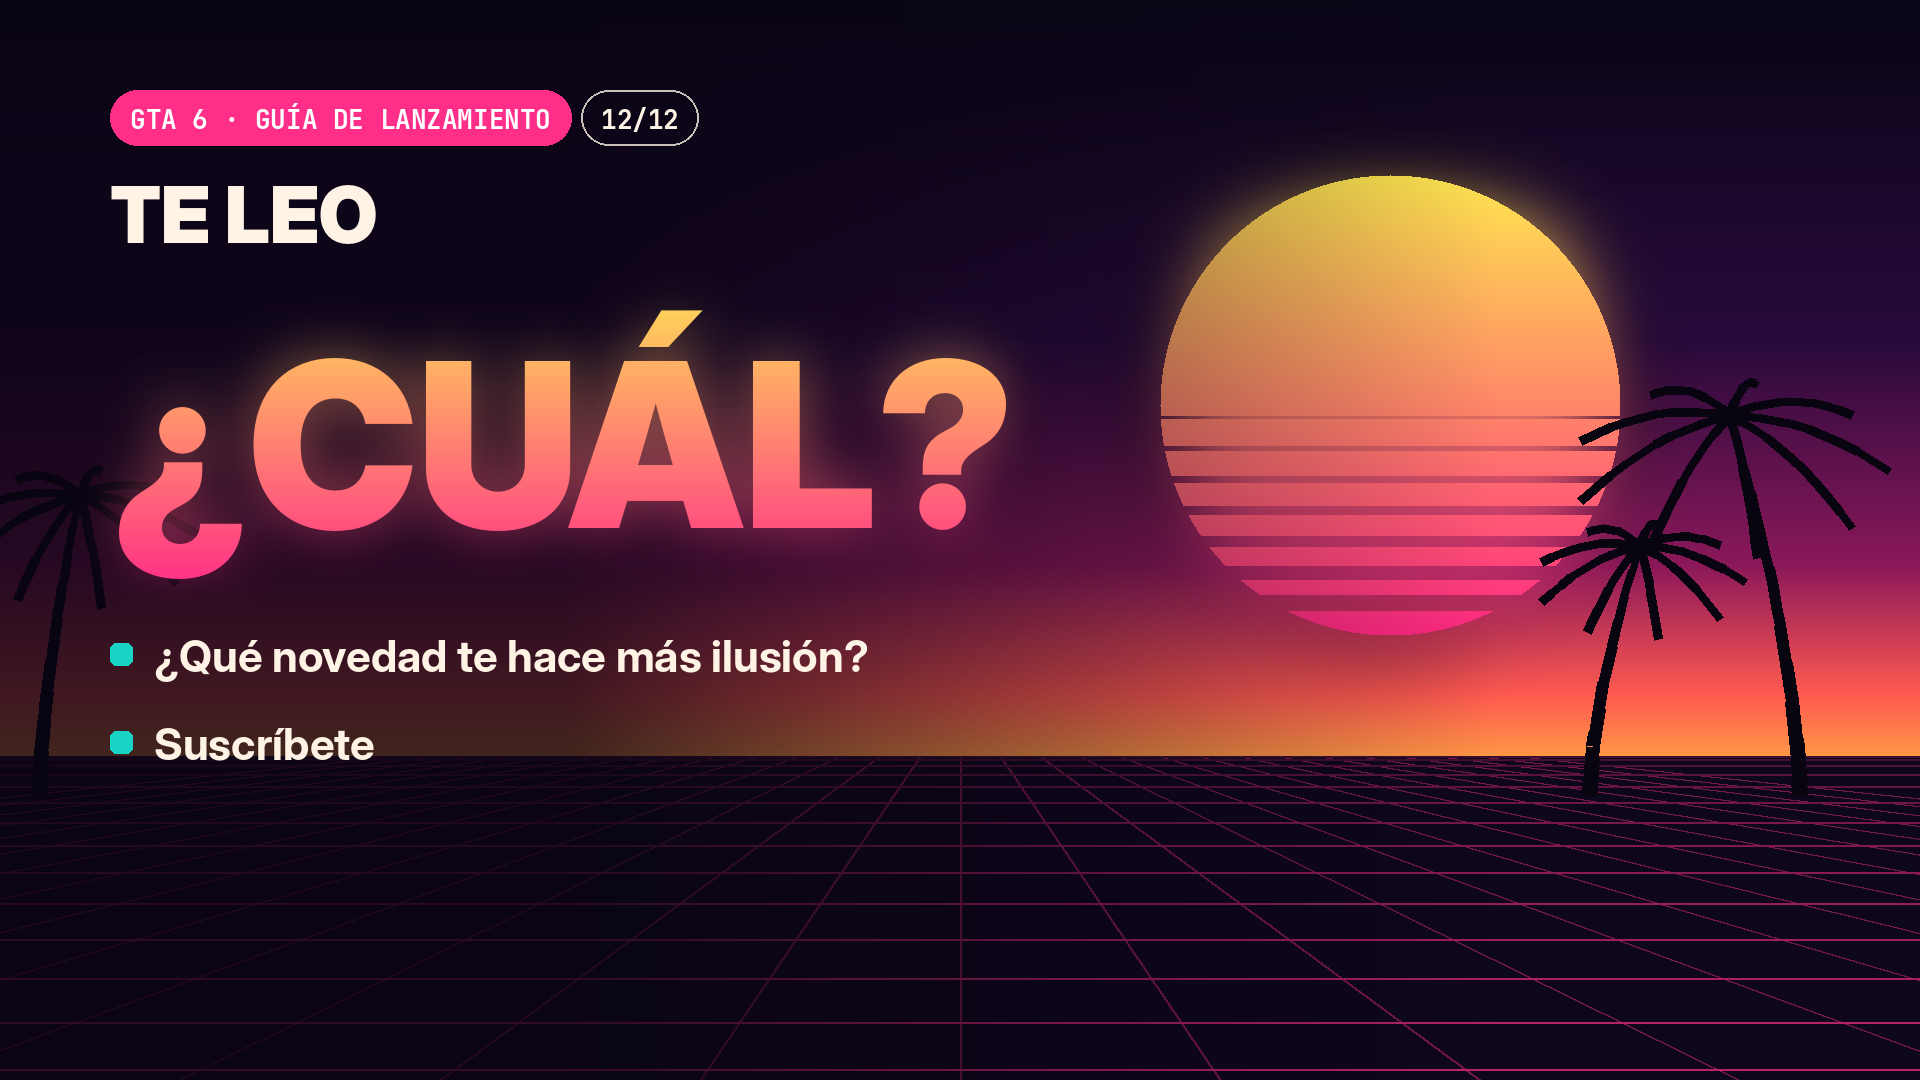 GTA 6 · GUÍA DE LANZAMIENTO 12/12
TE LEO
¿CUÁL?
¿Qué novedad te hace más ilusión?
Suscríbete